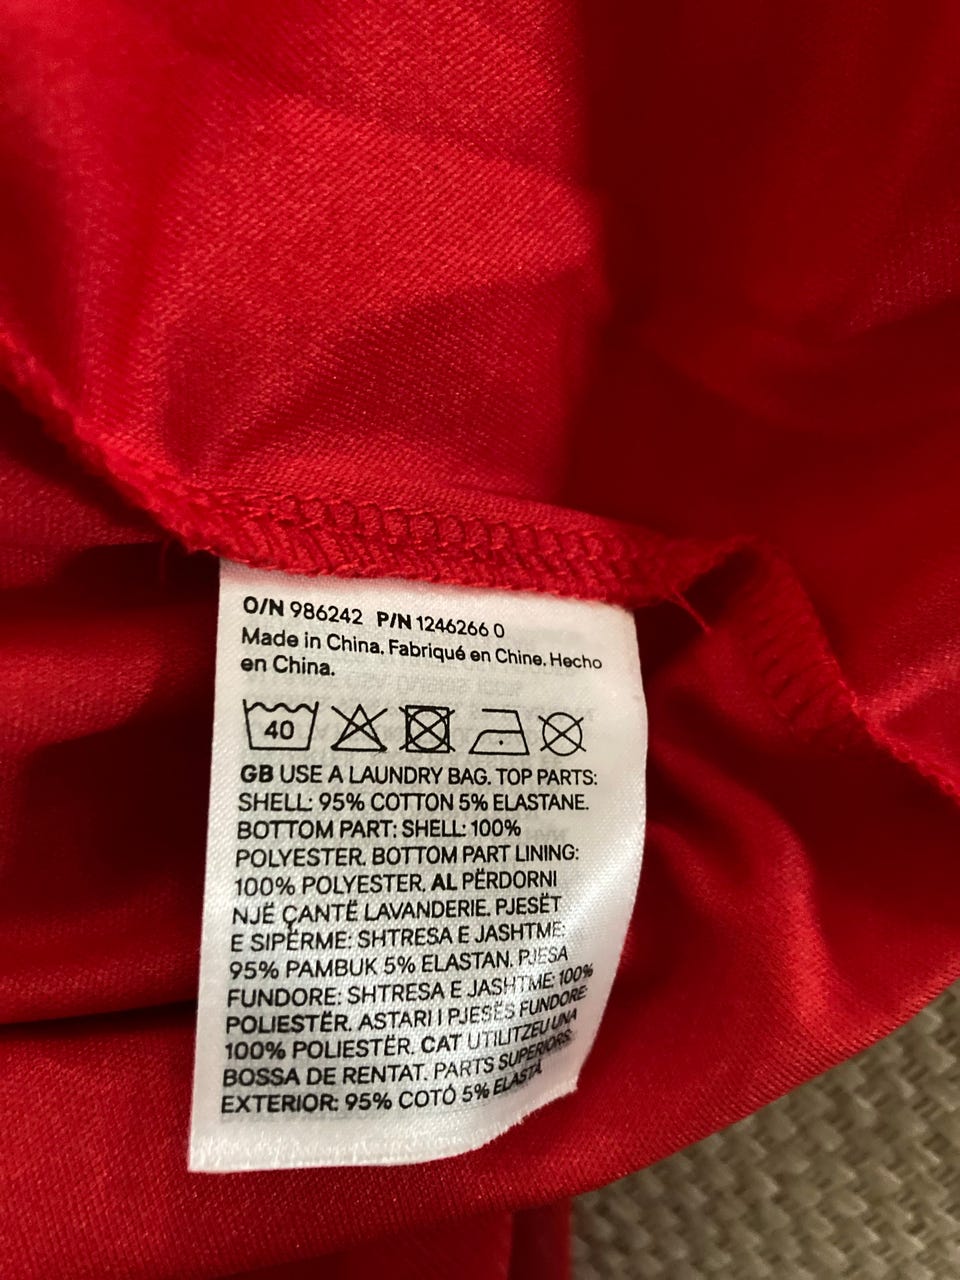 O/N 986242 P/N 1246266 0
Made in China. Fabriqué en Chine. Hecho
en China.
40
GB USE A LAUNDRY BAG. TOP PARTS:
SHELL: 95% COTTON 5% ELASTANE.
BOTTOM PART: SHELL: 100%
POLYESTER. BOTTOM PART LINING:
100% POLYESTER. AL PËRDORNI
NJË ÇANTË LAVANDERIE. PJESËT
E SIPËRME: SHTRESA E JASHTME:
95% PAMBUK 5% ELASTAN. PJESA
FUNDORE: SHTRESA E JASHTME: 100%
POLIESTËR. ASTARI I PJESËS FUNDORE:
100% POLIESTËR. CAT UTILITZEU UNA
BOSSA DE RENTAT. PARTS SUPERIORS:
EXTERIOR: 95% COTÓ 5% ELASTÀ.